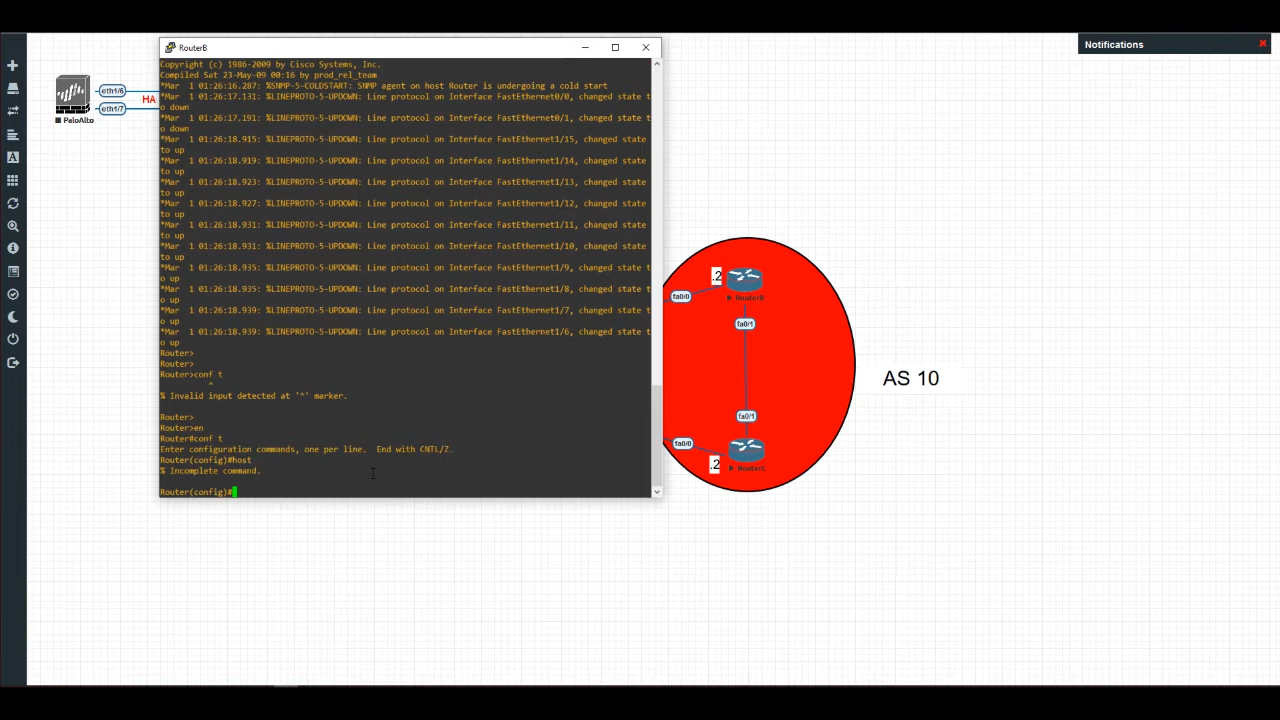 RouterB
Copyright (c) 1986-2009 by Cisco Systems, Inc.
Compiled Sat 23-May-09 00:16 by prod_rel_team
*Mar  1 01:26:16.287: %SNMP-5-COLDSTART: SNMP agent on host Router is undergoing a cold start
*Mar  1 01:26:17.131: %LINEPROTO-5-UPDOWN: Line protocol on Interface FastEthernet0/0, changed state t
o down
*Mar  1 01:26:17.191: %LINEPROTO-5-UPDOWN: Line protocol on Interface FastEthernet0/1, changed state t
o down
*Mar  1 01:26:18.915: %LINEPROTO-5-UPDOWN: Line protocol on Interface FastEthernet1/15, changed state
to up
*Mar  1 01:26:18.919: %LINEPROTO-5-UPDOWN: Line protocol on Interface FastEthernet1/14, changed state
to up
*Mar  1 01:26:18.923: %LINEPROTO-5-UPDOWN: Line protocol on Interface FastEthernet1/13, changed state
to up
*Mar  1 01:26:18.927: %LINEPROTO-5-UPDOWN: Line protocol on Interface FastEthernet1/12, changed state
to up
*Mar  1 01:26:18.931: %LINEPROTO-5-UPDOWN: Line protocol on Interface FastEthernet1/11, changed state
to up
*Mar  1 01:26:18.931: %LINEPROTO-5-UPDOWN: Line protocol on Interface FastEthernet1/10, changed state
to up
*Mar  1 01:26:18.935: %LINEPROTO-5-UPDOWN: Line protocol on Interface FastEthernet1/9, changed state t
o up
*Mar  1 01:26:18.935: %LINEPROTO-5-UPDOWN: Line protocol on Interface FastEthernet1/8, changed state t
o up
*Mar  1 01:26:18.939: %LINEPROTO-5-UPDOWN: Line protocol on Interface FastEthernet1/7, changed state t
o up
*Mar  1 01:26:18.939: %LINEPROTO-5-UPDOWN: Line protocol on Interface FastEthernet1/6, changed state t
o up
Router>
Router>
Router>conf t
^
% Invalid input detected at '^' marker.
Router>
Router>en
Router#conf t
Enter configuration commands, one per line.  End with CNTL/Z.
Router(config)#host
% Incomplete command.
Router(config)#
Notifications
eth1/6
HA
eth1/7
PaloAlto
.2
fa0/0
RouterB
fa0/1
AS 10
fa0/1
fa0/0
.2
RouterC